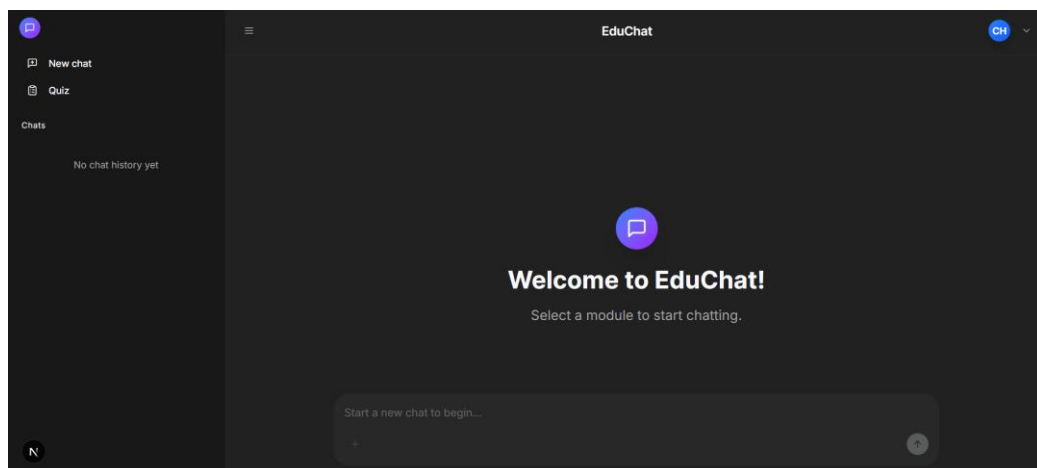 EduChat
CH
New chat
Quiz
Chats
No chat history yet
Welcome to EduChat!
Select a module to start chatting.
Start a new chat to begin...
N